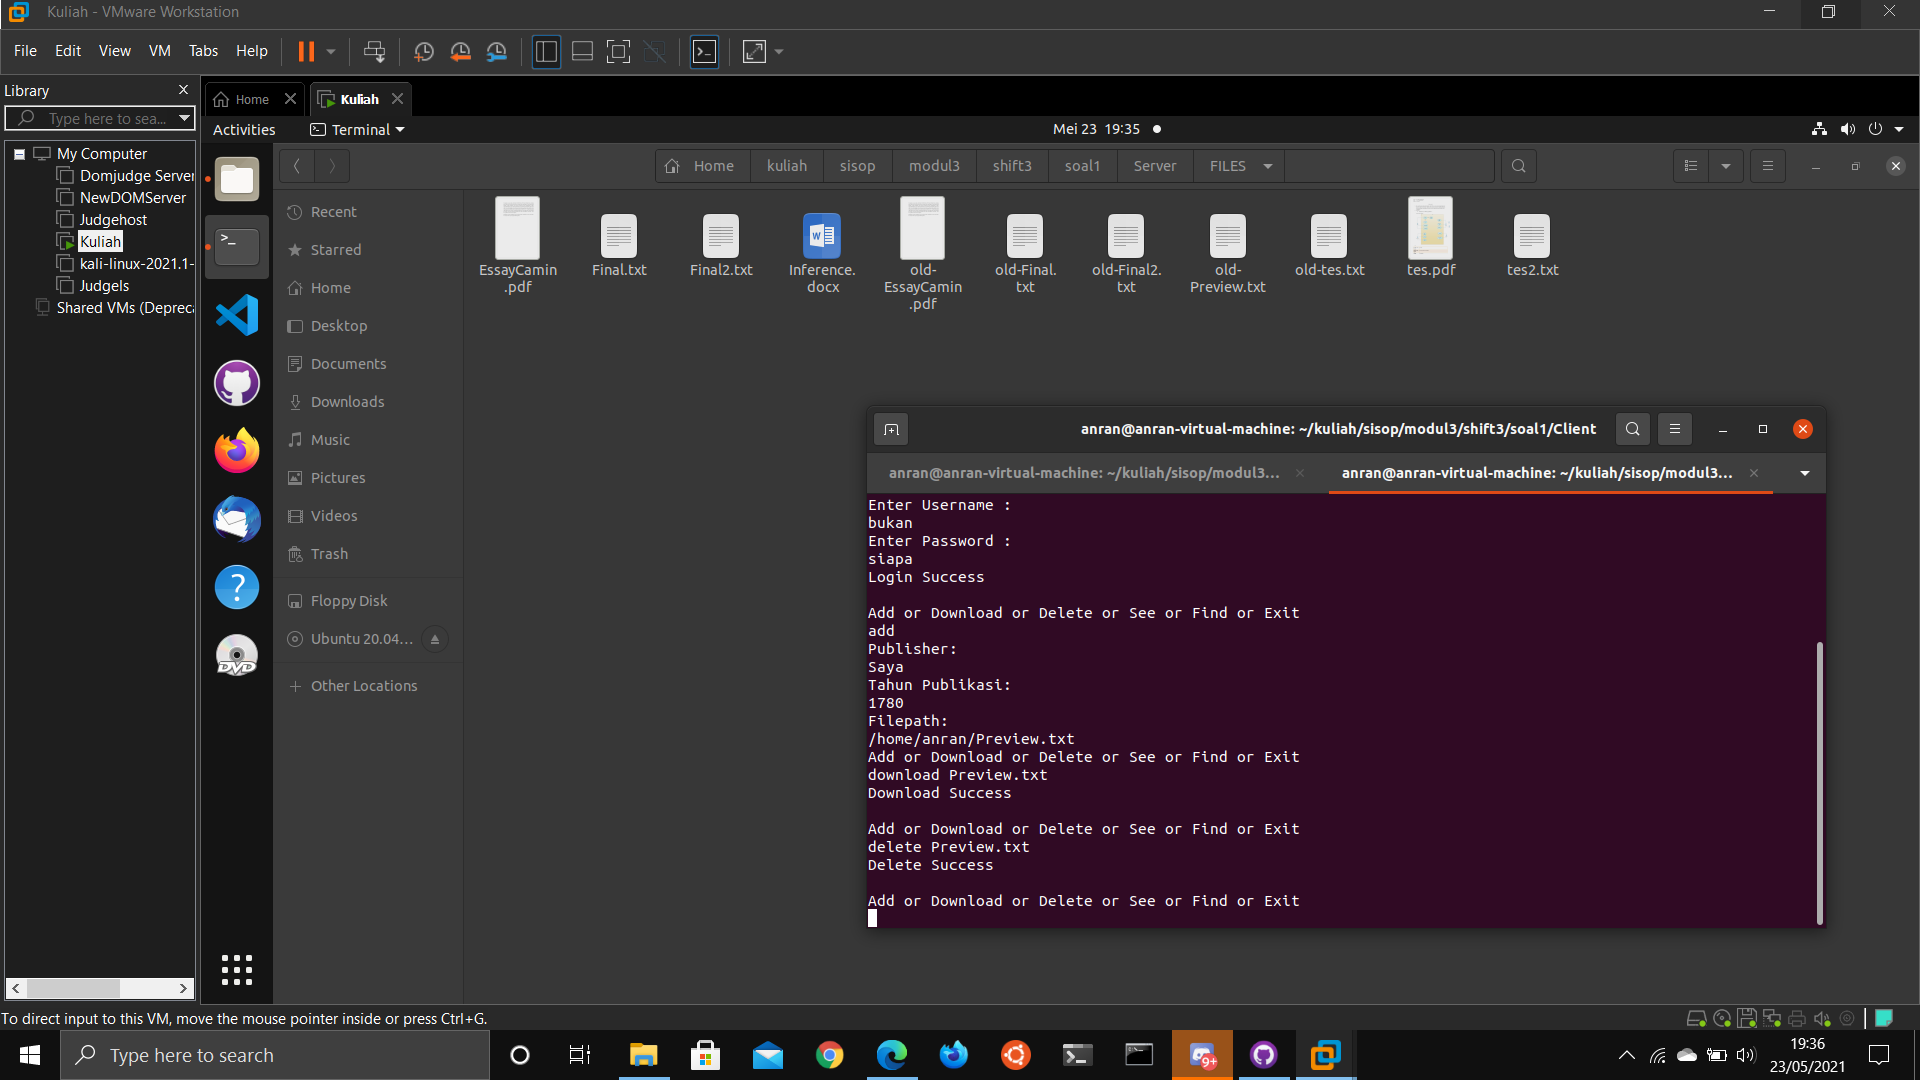 Kuliah - VMware Workstation
File Edit View VM Tabs Help
Library
Type here to sea...
My Computer
Domjudge Server
NewDOMServer
Judgehost
Kuliah
kali-linux-2021.1-
Judgels
Shared VMs (Depreca
Home
Kuliah
Activities
Terminal
Mei 23 19:35
Home kuliah sisop modul3 shift3 soal1 Server FILES
Recent
Starred
Home
Desktop
Documents
Downloads
Music
Pictures
Videos
Trash
Floppy Disk
Ubuntu 20.04...
Other Locations
EssayCamin
.pdf
Final.txt
Final2.txt
Inference.
docx
old-
EssayCamin
.pdf
old-Final.
txt
old-Final2.
txt
old-
Preview.txt
old-tes.txt
tes.pdf
tes2.txt
DVD
anran@anran-virtual-machine: ~/kuliah/sisop/modul3/shift3/soal1/Client
anran@anran-virtual-machine: ~/kuliah/sisop/modul3...
anran@anran-virtual-machine: ~/kuliah/sisop/modul3...
Enter Username :
bukan
Enter Password :
siapa
Login Success
Add or Download or Delete or See or Find or Exit
add
Publisher:
Saya
Tahun Publikasi:
1780
Filepath:
/home/anran/Preview.txt
Add or Download or Delete or See or Find or Exit
download Preview.txt
Download Success
Add or Download or Delete or See or Find or Exit
delete Preview.txt
Delete Success
Add or Download or Delete or See or Find or Exit
To direct input to this VM, move the mouse pointer inside or press Ctrl+G.
Type here to search
9+
19:36
23/05/2021